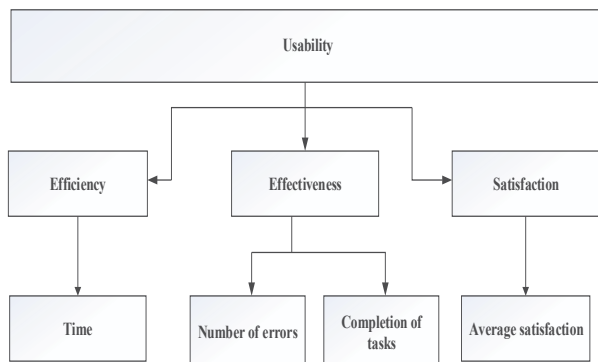 Usability
Efficiency
Effectiveness
Satisfaction
Time
Number of errors
Completion of
tasks
Average satisfaction